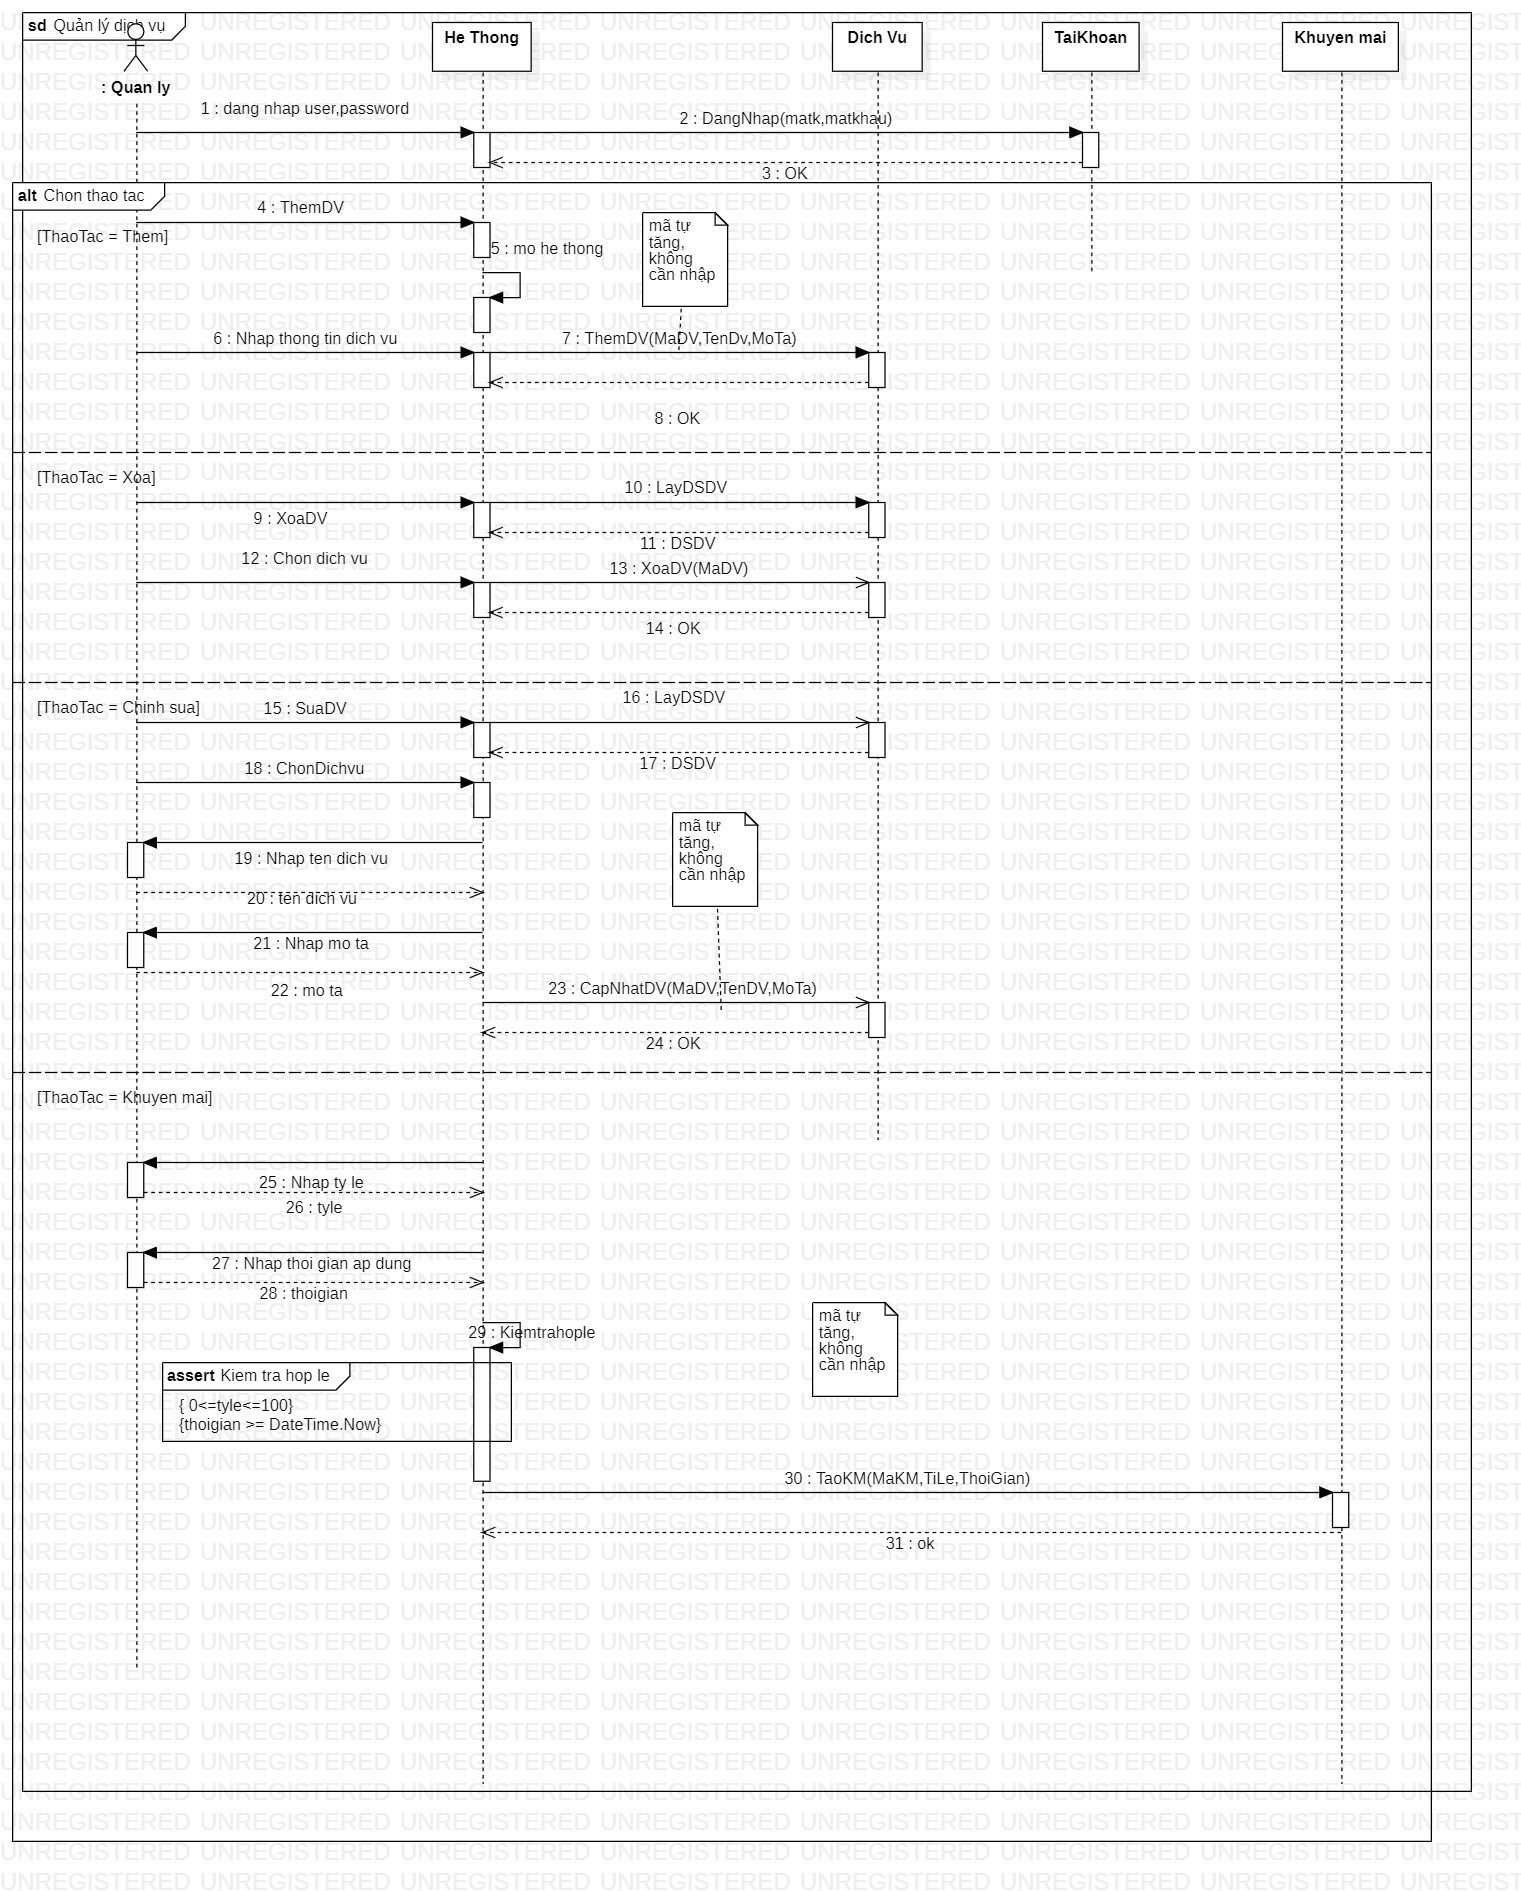 sd Quản lý dịch vụ
: Quan ly
He Thong
Dich Vu
TaiKhoan
Khuyen mai
1 : dang nhap user,password
2 : DangNhap(matk,matkhau)
3 : OK
alt Chon thao tac
[ThaoTac = Them]
4 : ThemDV
5 : mo he thong
mã tự
tăng,
không
cần nhập
6 : Nhap thong tin dich vu
7 : ThemDV(MaDV,TenDv,MoTa)
8 : OK
[ThaoTac = Xoa]
9 : XoaDV
10 : LayDSDV
11 : DSDV
12 : Chon dich vu
13 : XoaDV(MaDV)
14 : OK
[ThaoTac = Chinh sua]
15 : SuaDV
16 : LayDSDV
17 : DSDV
18 : ChonDichvu
mã tự
tăng,
không
cần nhập
19 : Nhap ten dich vu
20 : ten dich vu
21 : Nhap mo ta
22 : mo ta
23 : CapNhatDV(MaDV,TenDV,MoTa)
24 : OK
[ThaoTac = Khuyen mai]
25 : Nhap ty le
26 : tyle
27 : Nhap thoi gian ap dung
28 : thoigian
29 : Kiemtrahople
mã tự
tăng,
không
cần nhập
assert Kiem tra hop le
{ 0<=tyle<=100}
{thoigian >= DateTime.Now}
30 : TaoKM(MaKM,TiLe,ThoiGian)
31 : ok
UNREGISTERED